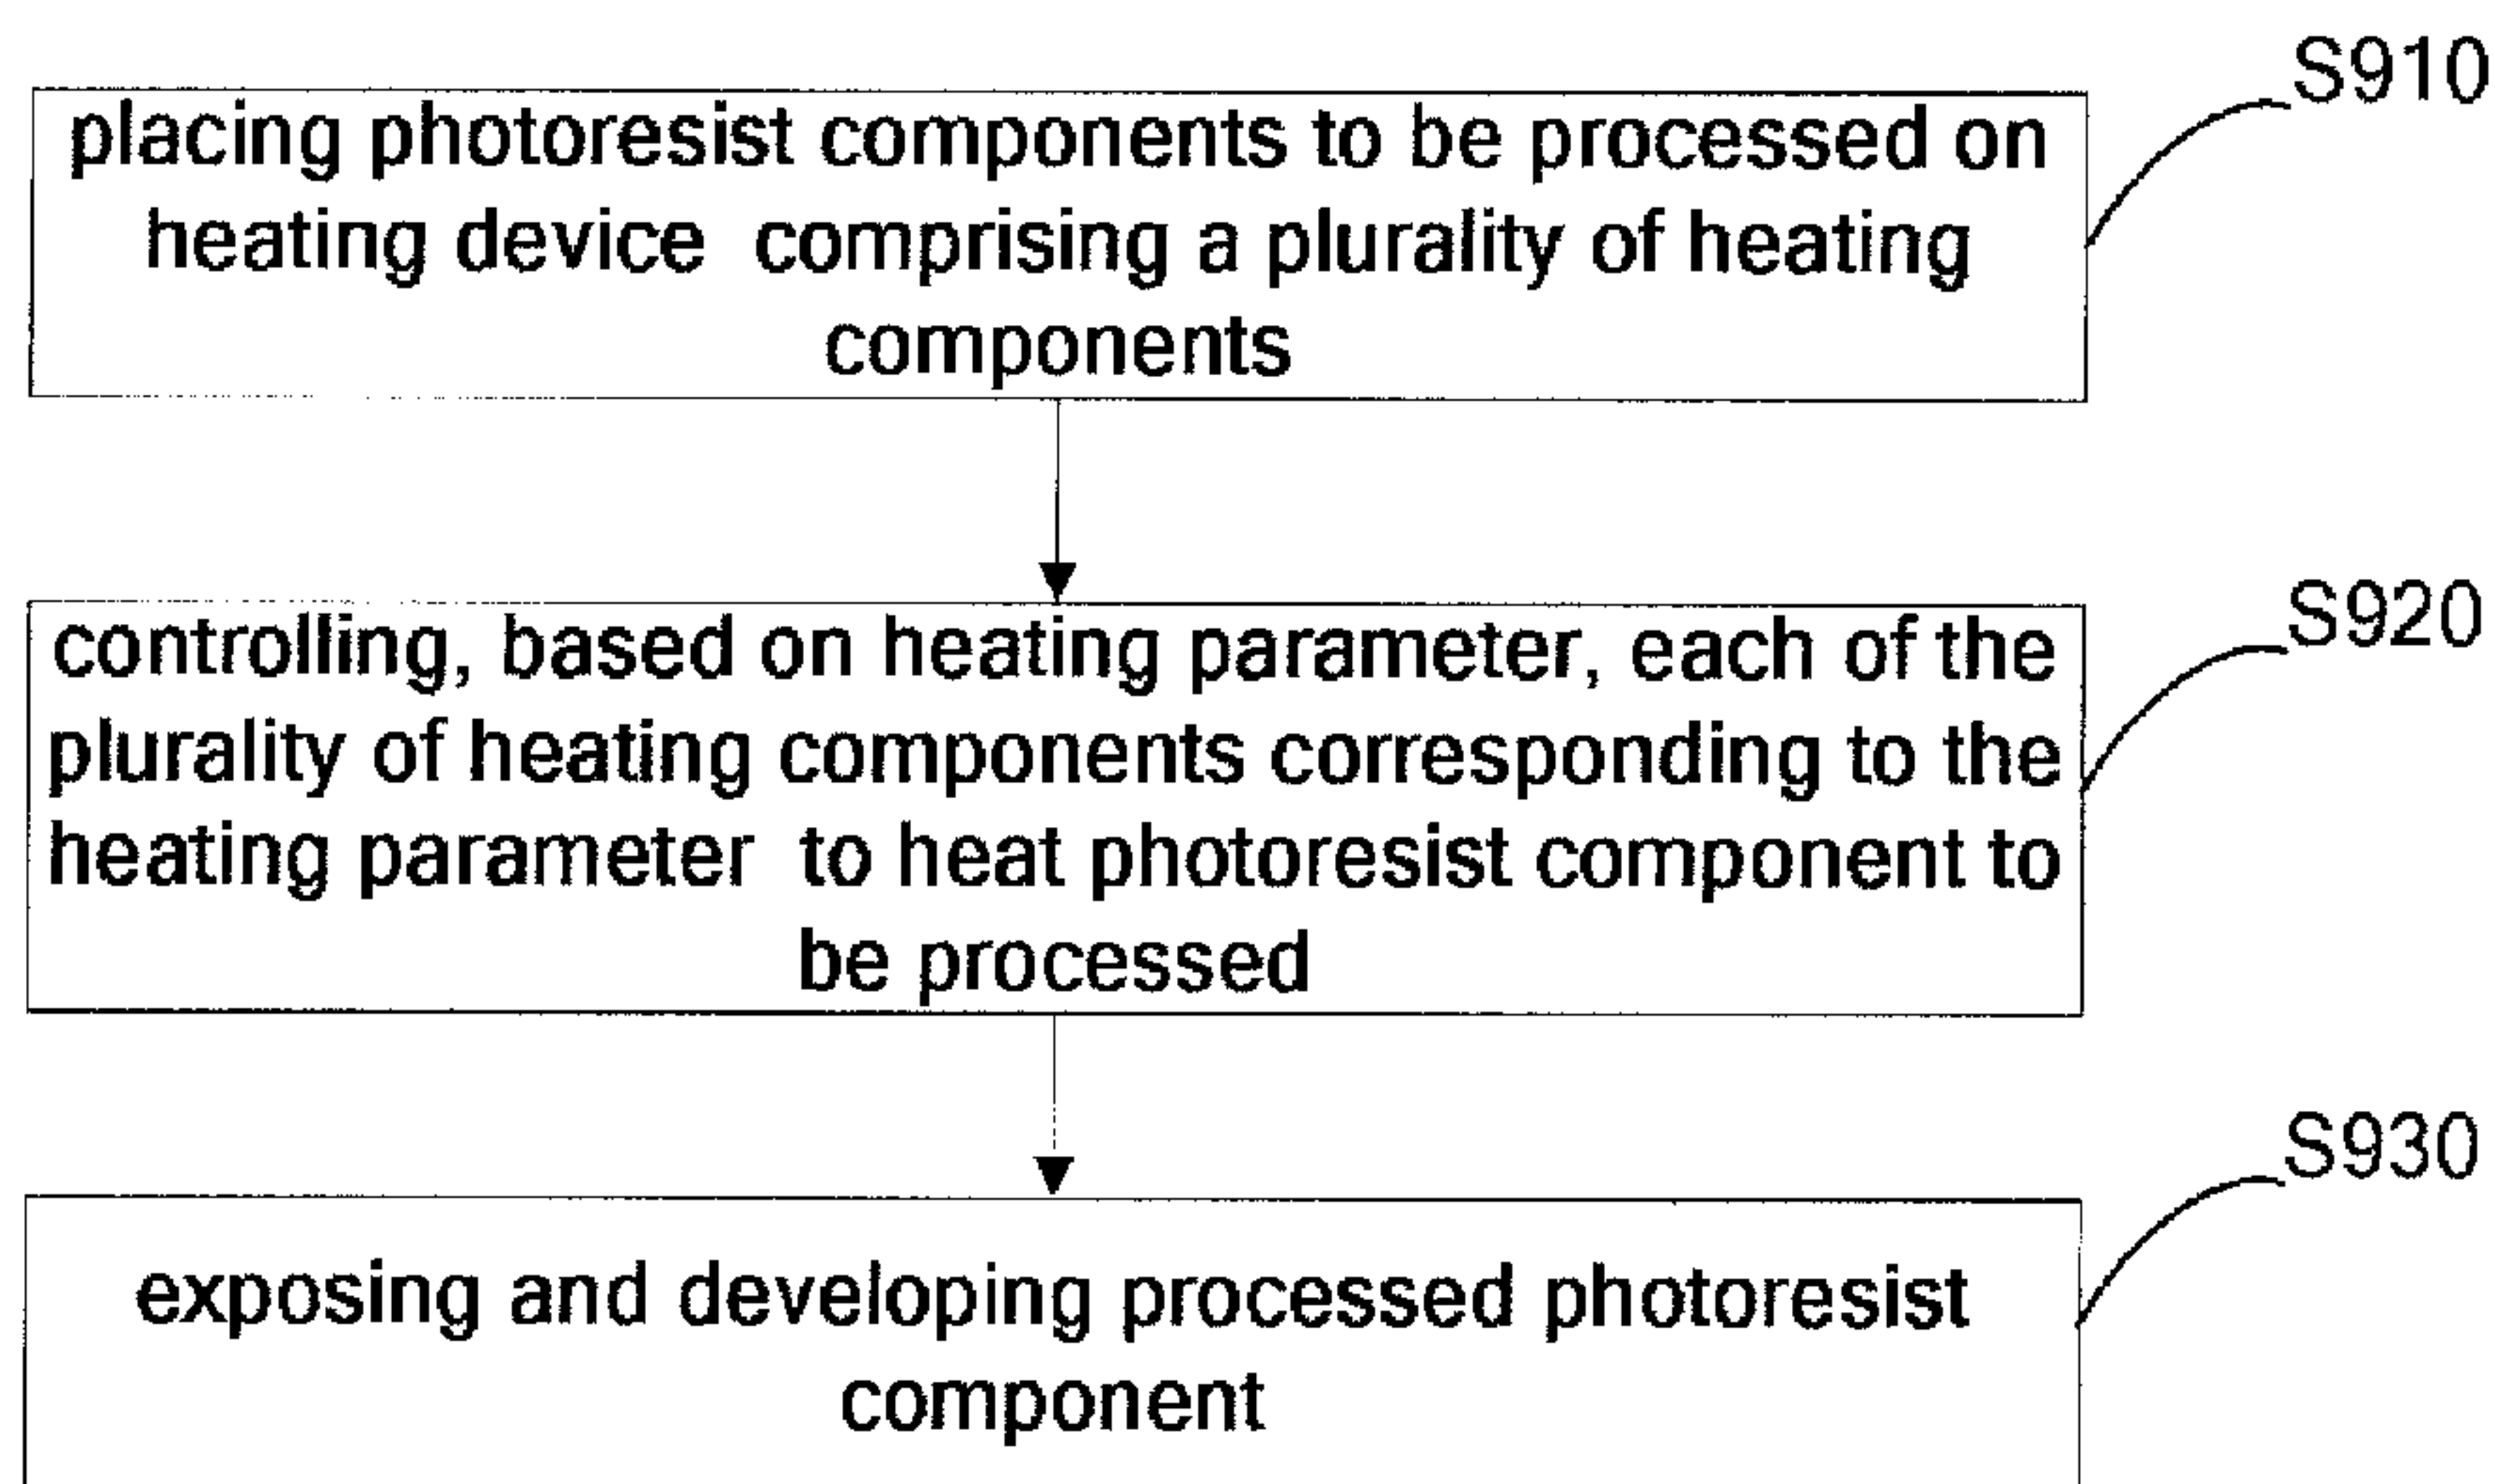 S910
placing photoresist components to be processed on
heating device comprising a plurality of heating
components
S920
controlling, based on heating parameter, each of the
plurality of heating components corresponding to the
heating parameter to heat photoresist component to
be processed
S930
exposing and developing processed photoresist
component